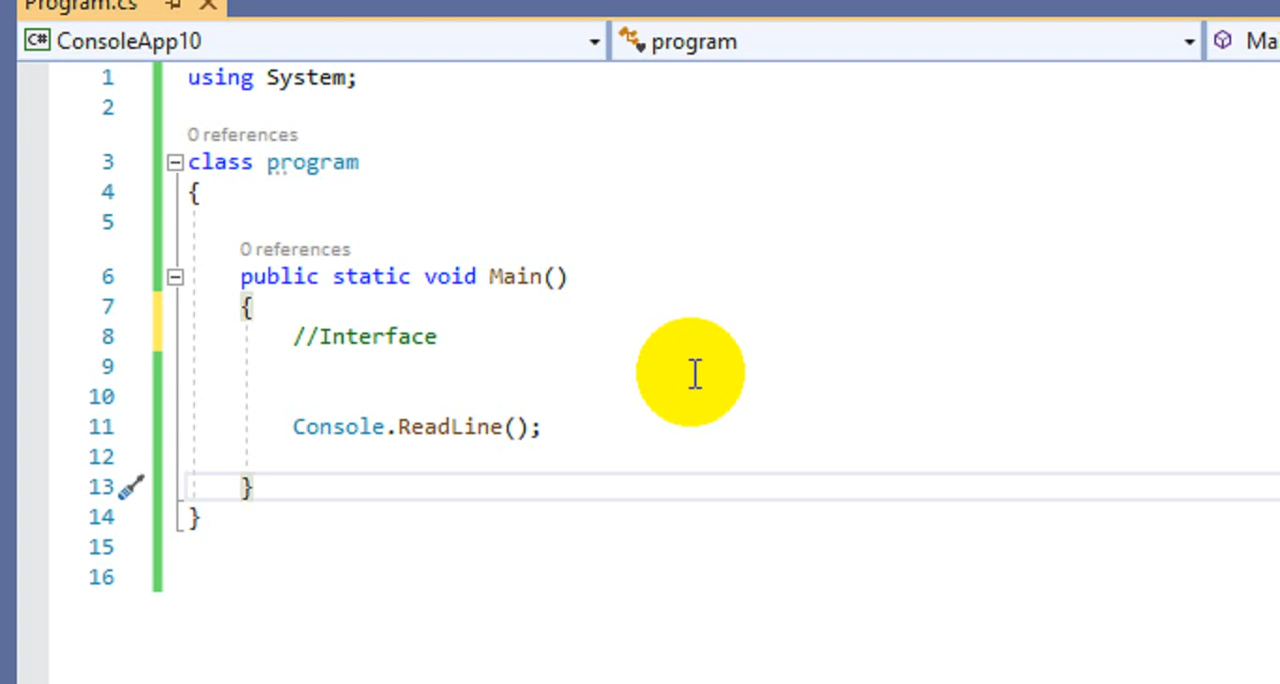 Program.cs
C# ConsoleApp10
program
Ma
1 using System;
2
0 references
3 class program
4 {
5
0 references
6 public static void Main()
7 {
8 //Interface
9
10
11 Console.ReadLine();
12
13 }
14 }
15
16